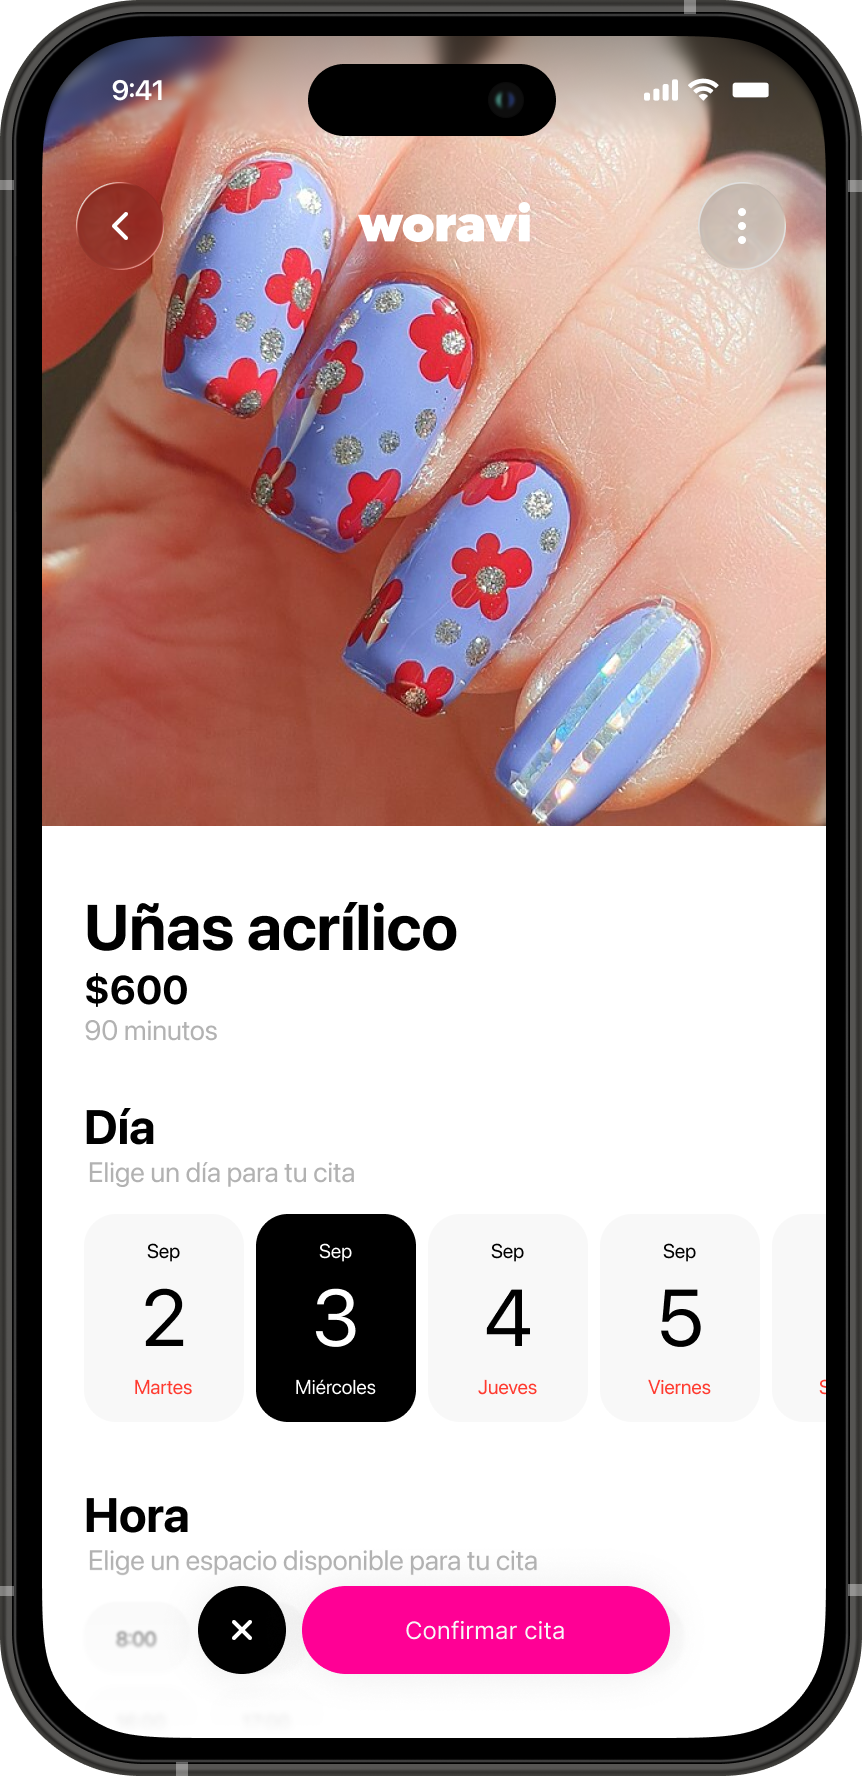 9:41
woravi
Uñas acrílico
$600
90 minutos
Día
Elige un día para tu cita
Sep
2
Martes
Sep
3
Miércoles
Sep
4
Jueves
Sep
5
Viernes
Hora
Elige un espacio disponible para tu cita
8:00
Confirmar cita